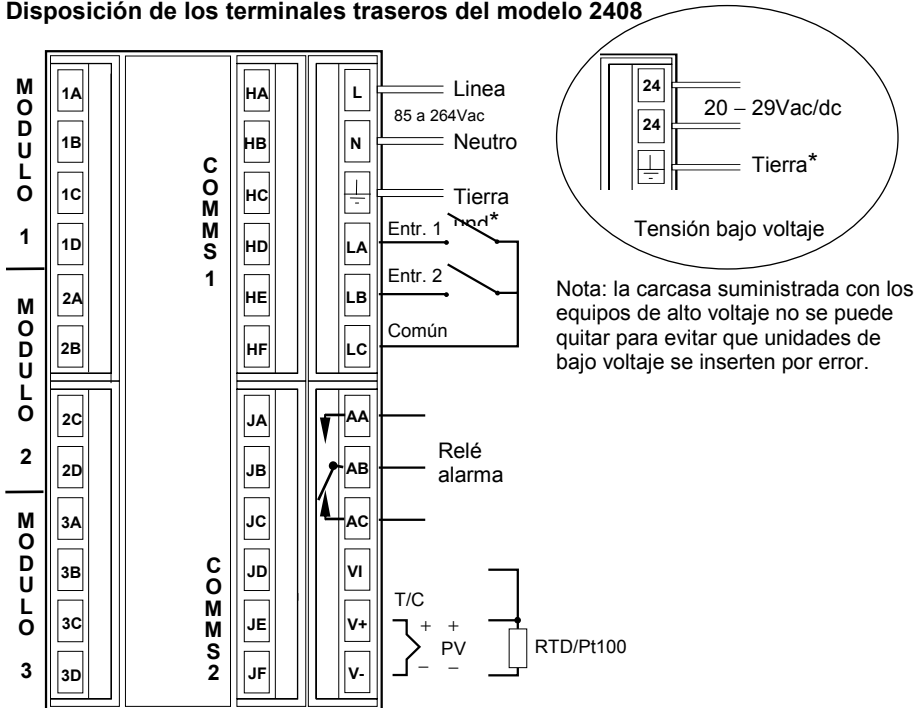 Disposición de los terminales traseros del modelo 2408
MODULO 1
1A
1B
1C
1D
MODULO 2
2A
2B
2C
2D
MODULO 3
3A
3B
3C
3D
COMMS 1
HA
HB
HC
HD
HE
HF
COMMS 2
JA
JB
JC
JD
JE
JF
L
N
LA
LB
LC
AA
AB
AC
VI
V+
V-
Linea
85 a 264Vac
Neutro
Tierra
Entr. 1
Entr. 2
Común
Relé
alarma
T/C
+ +
PV
– –
RTD/Pt100
24
24
20 – 29Vac/dc
Tierra*
Tensión bajo voltaje
Nota: la carcasa suministrada con los
equipos de alto voltaje no se puede
quitar para evitar que unidades de
bajo voltaje se inserten por error.